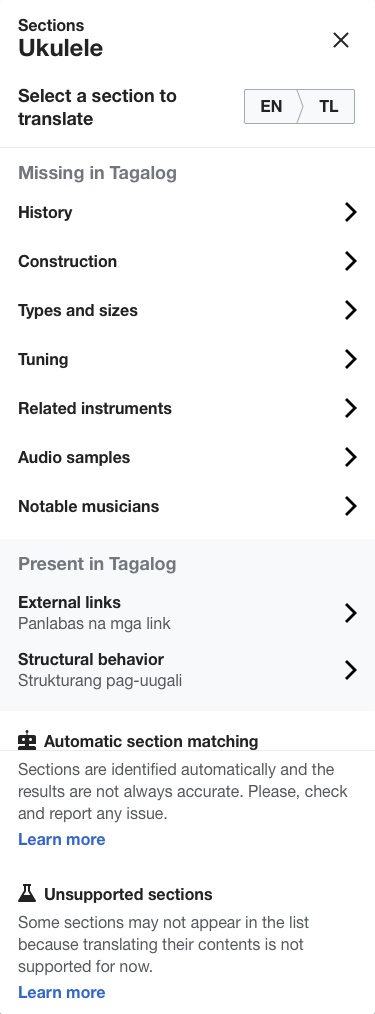 Sections
Ukulele
Select a section to
translate
EN
TL
Missing in Tagalog
History
Construction
Types and sizes
Tuning
Related instruments
Audio samples
Notable musicians
Present in Tagalog
External links
Panlabas na mga link
Structural behavior
Strukturang pag-uugali
Automatic section matching
Sections are identified automatically and the
results are not always accurate. Please, check
and report any issue.
Learn more
Unsupported sections
Some sections may not appear in the list
because translating their contents is not
supported for now.
Learn more